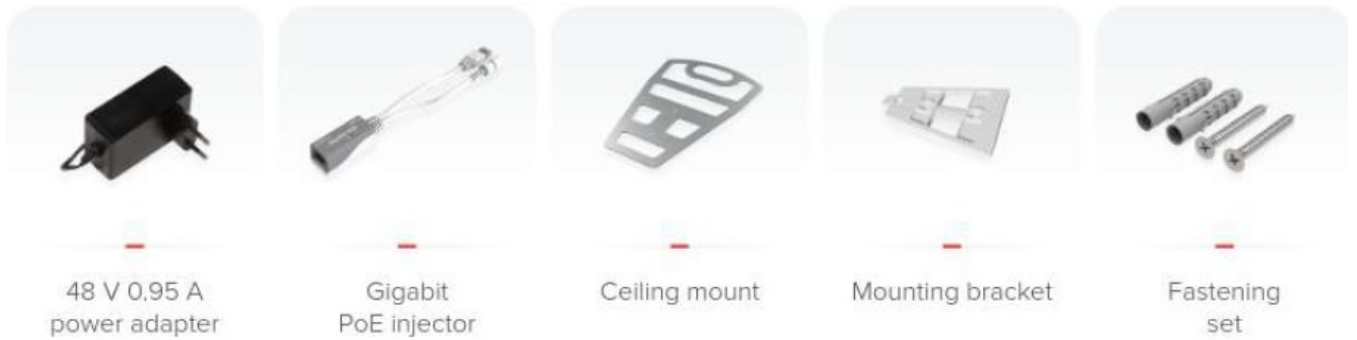 48 V 0.95 A
power adapter
Gigabit
PoE injector
Ceiling mount
Mounting bracket
Fastening
set